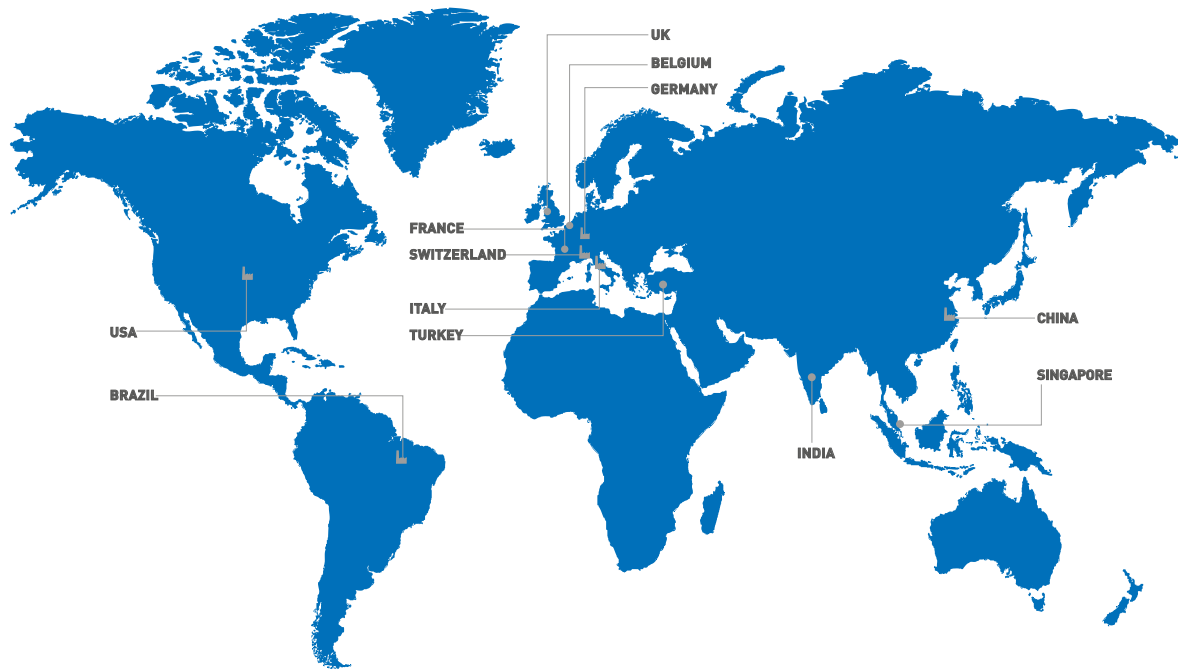 UK
BELGIUM
GERMANY
FRANCE
SWITZERLAND
ITALY
TURKEY
USA
BRAZIL
CHINA
SINGAPORE
INDIA